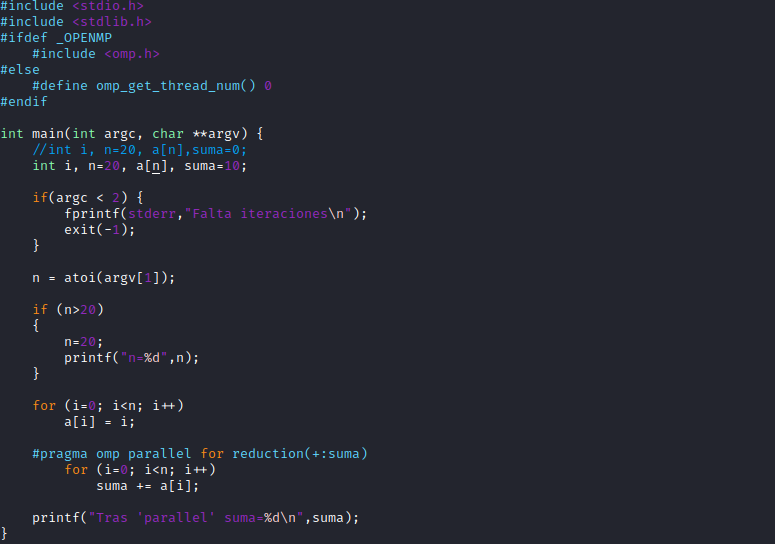 #include <stdio.h>
#include <stdlib.h>
#ifdef _OPENMP
    #include <omp.h>
#else
    #define omp_get_thread_num() 0
#endif

int main(int argc, char **argv) {
    //int i, n=20, a[n],suma=0;
    int i, n=20, a[n], suma=10;

    if(argc < 2) {
        fprintf(stderr,"Falta iteraciones\n");
        exit(-1);
    }

    n = atoi(argv[1]);

    if (n>20)
    {
        n=20;
        printf("n=%d",n);
    }

    for (i=0; i<n; i++)
        a[i] = i;

    #pragma omp parallel for reduction(+:suma)
        for (i=0; i<n; i++)
            suma += a[i];

    printf("Tras 'parallel' suma=%d\n",suma);
}